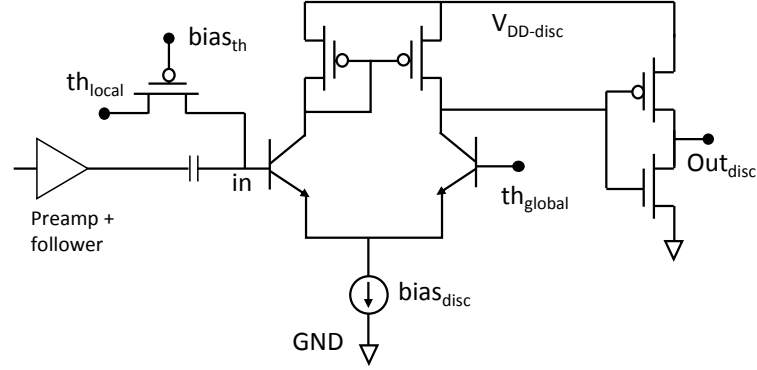 V_DD-disc
bias_th
th_local
in
Preamp +
follower
th_global
Out_disc
bias_disc
GND